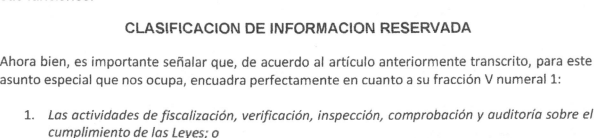 CLASIFICACION DE INFORMACION RESERVADA
Ahora bien, es importante señalar que, de acuerdo al artículo anteriormente transcrito, para este
asunto especial que nos ocupa, encuadra perfectamente en cuanto a su fracción V numeral 1:
1. Las actividades de fiscalización, verificación, inspección, comprobación y auditoría sobre el
cumplimiento de las Leyes; o